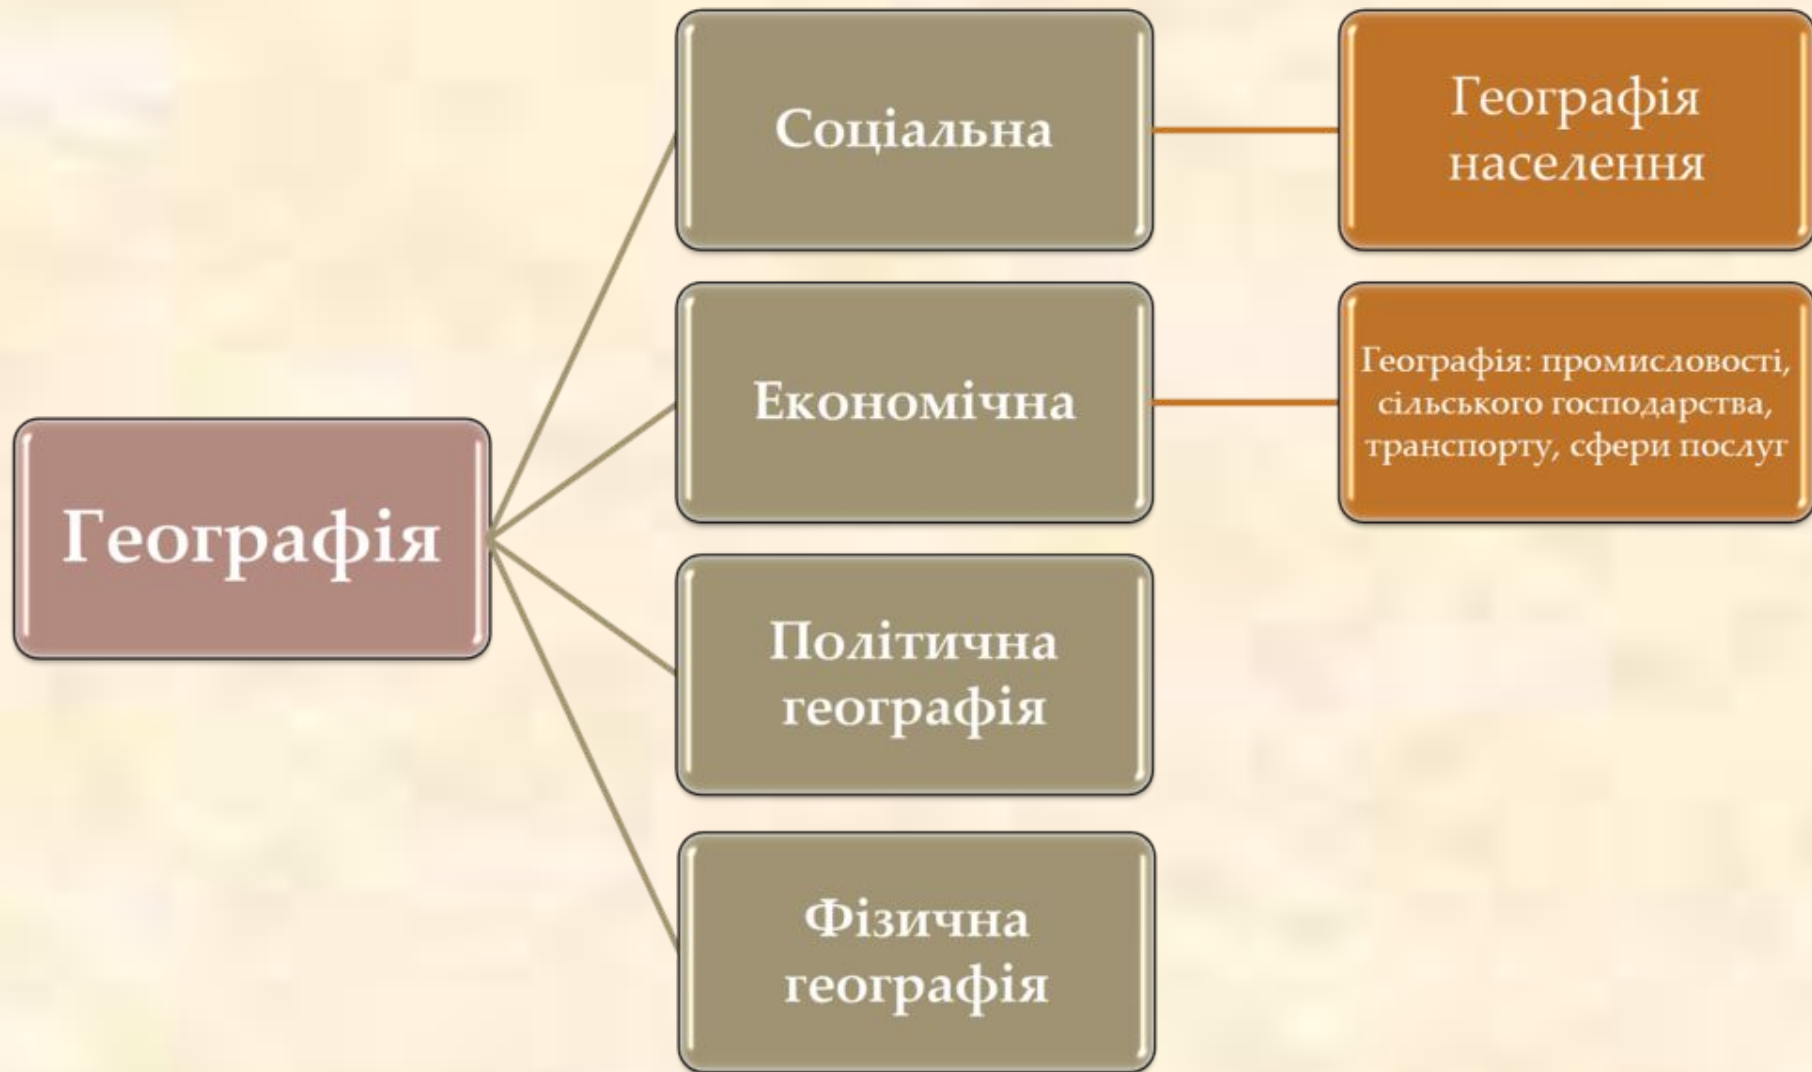 Географія
Соціальна
Географія
населення
Економічна
Географія: промисловості,
сільського господарства,
транспорту, сфери послуг
Політична
географія
Фізична
географія